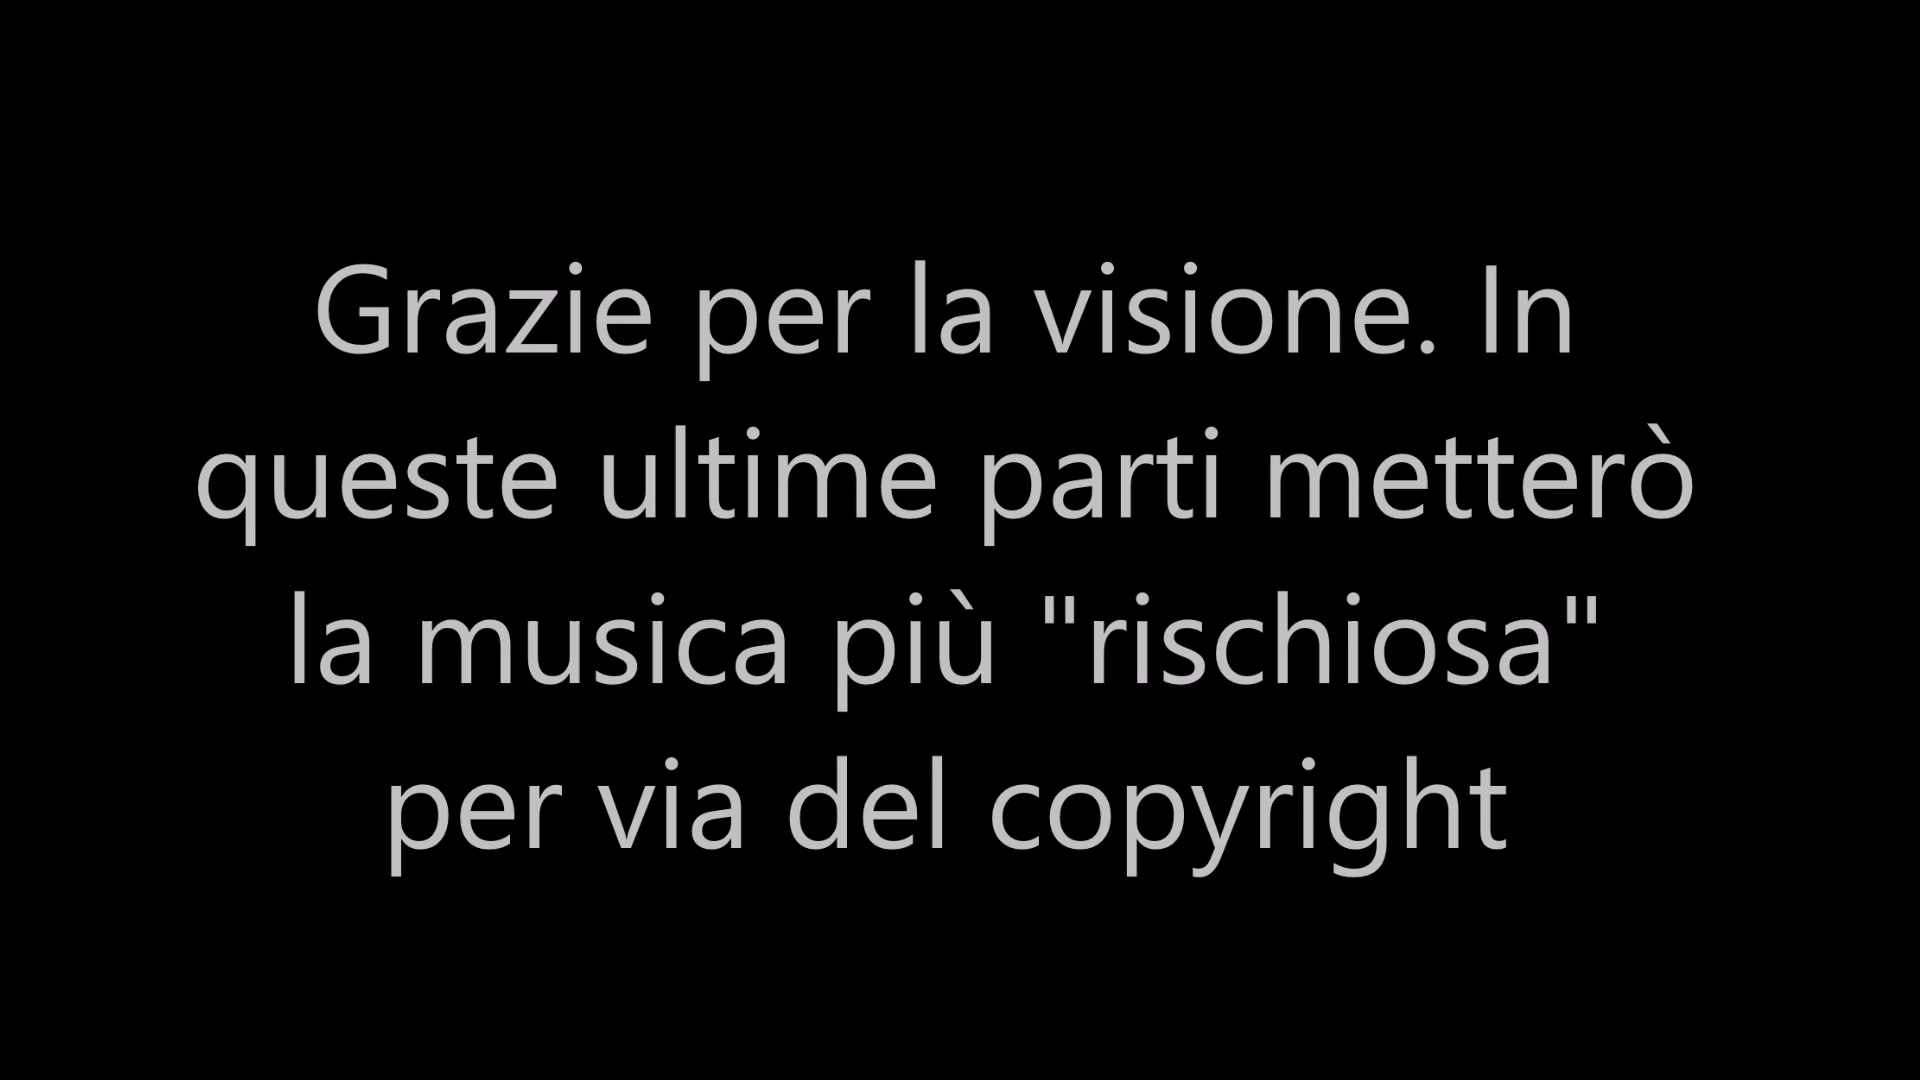 Grazie per la visione. In
queste ultime parti metterò
la musica più "rischiosa"
per via del copyright